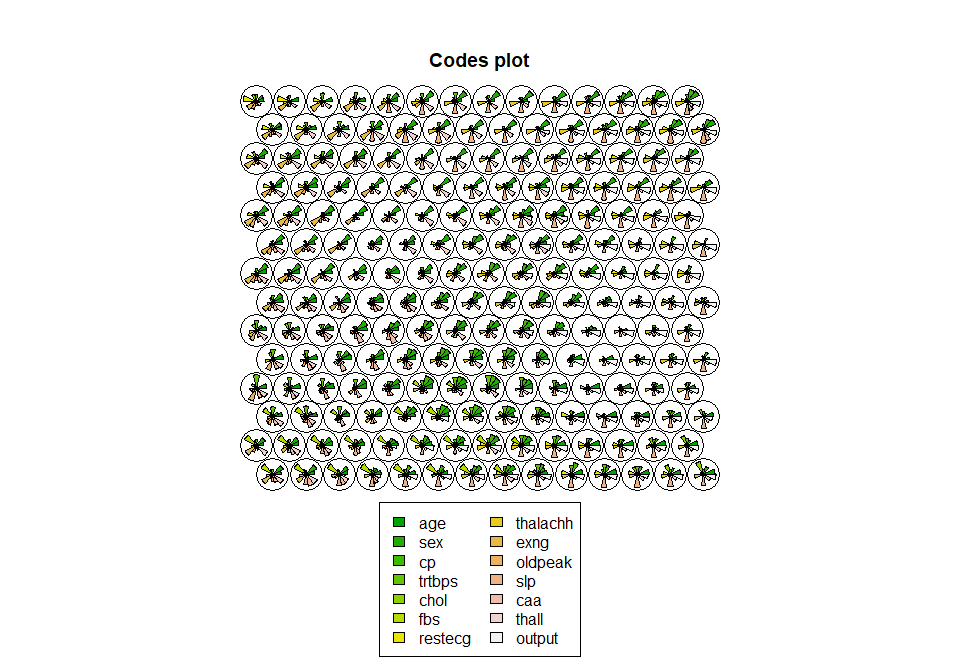 Codes plot
age
sex
cp
trtbps
chol
fbs
restecg
thalachh
exng
oldpeak
slp
caa
thall
output